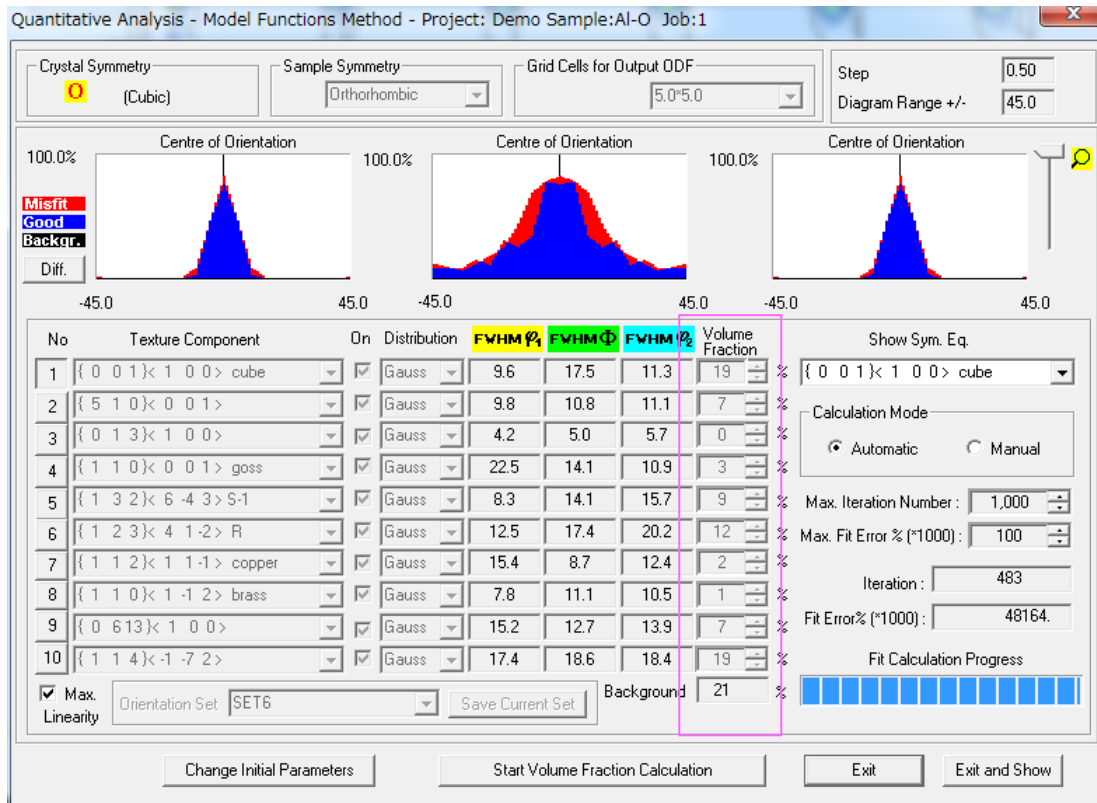 Quantitative Analysis - Model Functions Method - Project: Demo Sample:Al-O Job:1
X
Crystal Symmetry
O (Cubic)
Sample Symmetry
Orthorhombic
Grid Cells for Output ODF
5.0*5.0
Step 0.50
Diagram Range +/- 45.0
Centre of Orientation Centre of Orientation Centre of Orientation
100.0% 100.0% 100.0%
Misfit
Good
Backgr.
Diff.
-45.0 45.0 -45.0 45.0 -45.0 45.0
No Texture Component On Distribution FWHM φ1 FWHM Φ FWHM φ2 Volume Fraction
1 { 0 0 1}< 1 0 0> cube Gauss 9.6 17.5 11.3 19 %
2 { 5 1 0}< 0 0 1> Gauss 9.8 10.8 11.1 7 %
3 { 0 1 3}< 1 0 0> Gauss 4.2 5.0 5.7 0 %
4 { 1 1 0}< 0 0 1> goss Gauss 22.5 14.1 10.9 3 %
5 { 1 3 2}< 6 -4 3> S-1 Gauss 8.3 14.1 15.7 9 %
6 { 1 2 3}< 4 1-2> R Gauss 12.5 17.4 20.2 12 %
7 { 1 1 2}< 1 1-1> copper Gauss 15.4 8.7 12.4 2 %
8 { 1 1 0}< 1 -1 2> brass Gauss 7.8 11.1 10.5 1 %
9 { 0 613}< 1 0 0> Gauss 15.2 12.7 13.9 7 %
10 { 1 1 4}< -1 -7 2> Gauss 17.4 18.6 18.4 19 %
Max. Linearity
Orientation Set SET6 Save Current Set
Background 21 %
Show Sym. Eq.
{ 0 0 1}< 1 0 0> cube
Calculation Mode
Automatic Manual
Max. Iteration Number : 1,000
Max. Fit Error % (*1000) : 100
Iteration : 483
Fit Error% (*1000) : 48164.
Fit Calculation Progress
Change Initial Parameters Start Volume Fraction Calculation Exit Exit and Show